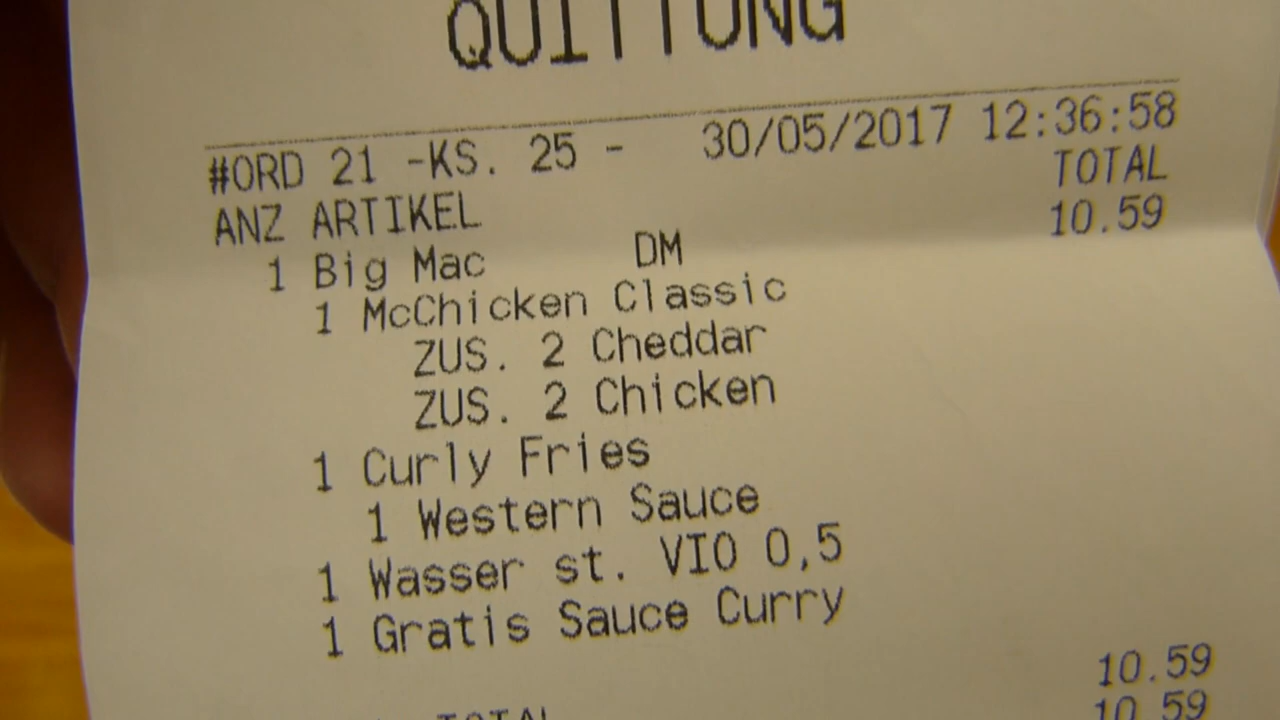 QUITTUNG
#ORD 21 -KS. 25 - 30/05/2017 12:36:58
ANZ ARTIKEL TOTAL
1 Big Mac DM 10.59
1 McChicken Classic
ZUS. 2 Cheddar
ZUS. 2 Chicken
1 Curly Fries
1 Western Sauce
1 Wasser st. VIO 0,5
1 Gratis Sauce Curry
10.59
TOTAL 10.59